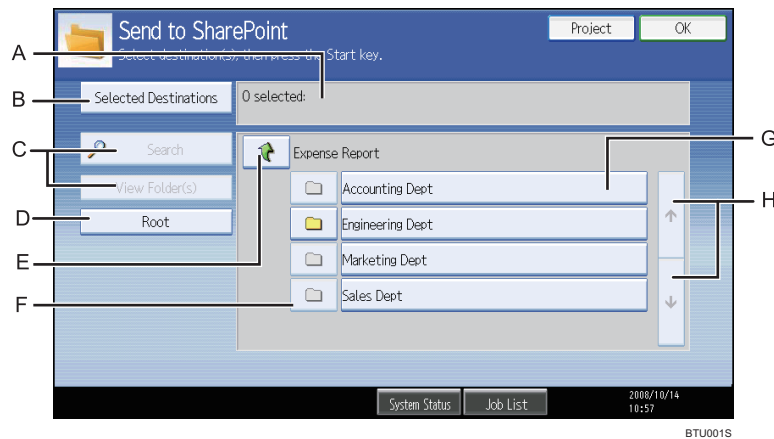 Send to SharePoint
Project
OK
Select destination(s), then press the Start key.
A
B
Selected Destinations
0 selected:
C
Search
Expense Report
G
View Folder(s)
Accounting Dept
H
D
Root
Engineering Dept
E
Marketing Dept
F
Sales Dept
System Status
Job List
2008/10/14
10:57
BTU001S